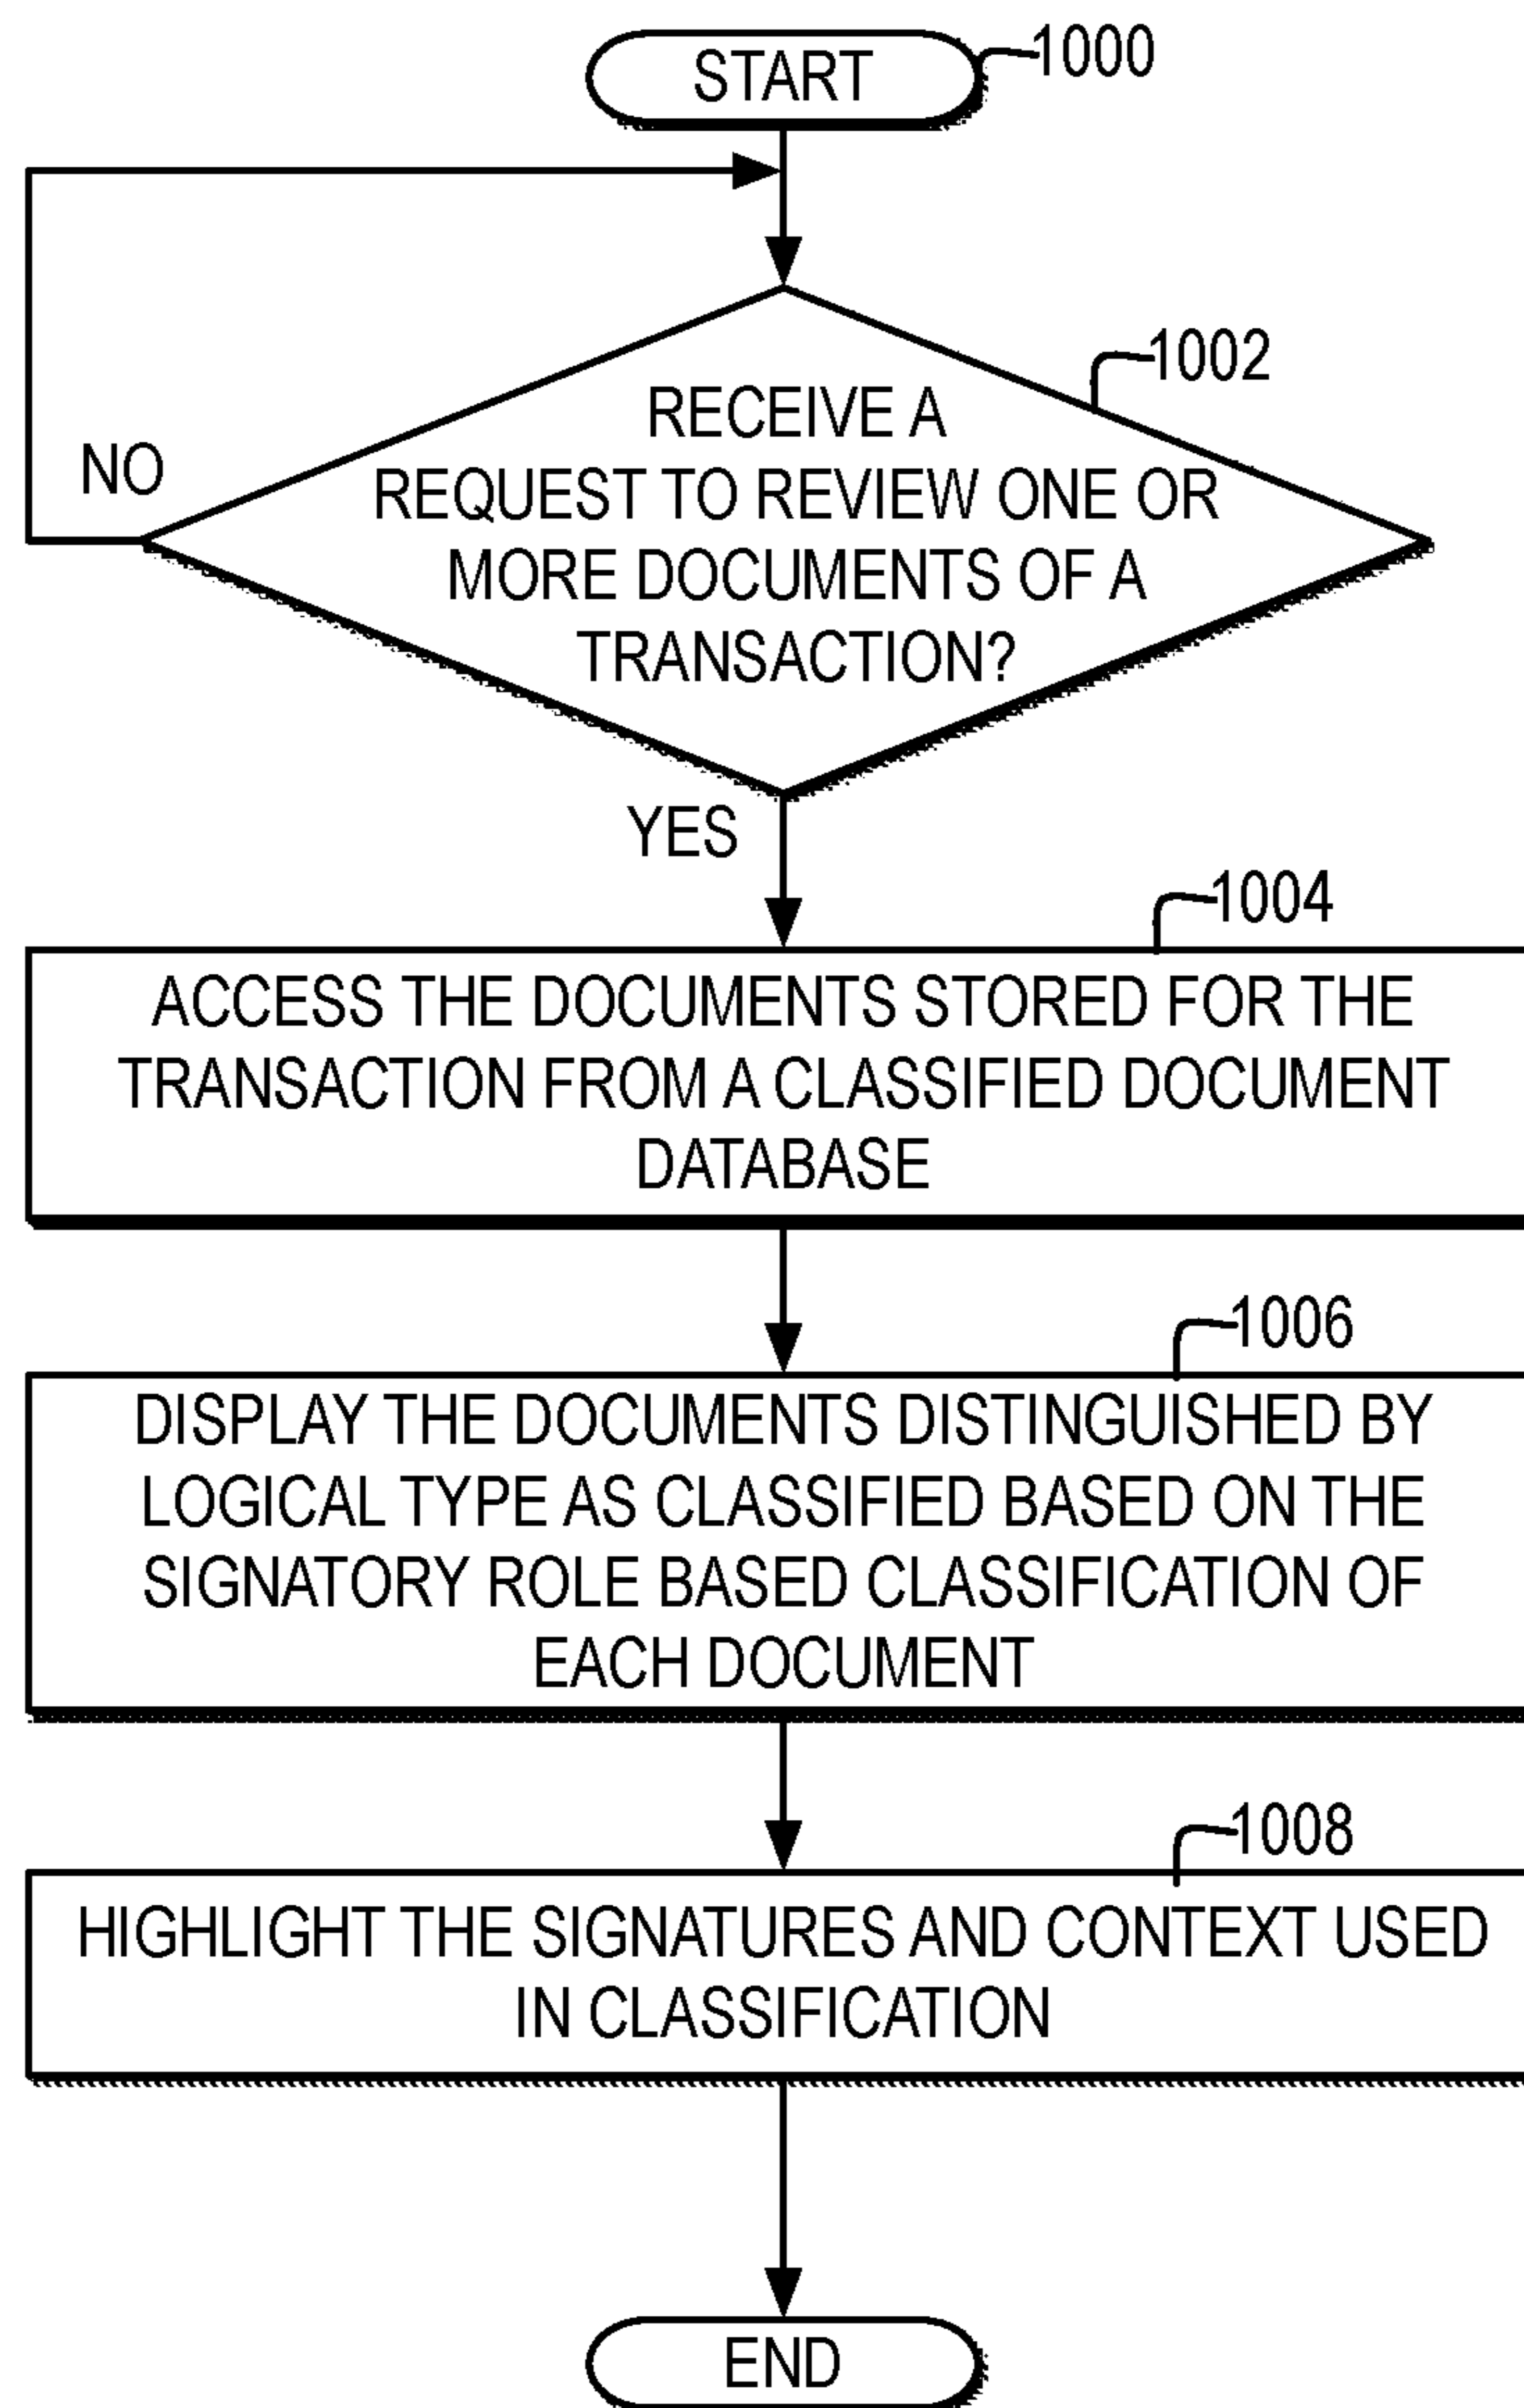 START
1000
1002
RECEIVE A
REQUEST TO REVIEW ONE OR
MORE DOCUMENTS OF A
TRANSACTION?
NO
YES
1004
ACCESS THE DOCUMENTS STORED FOR THE
TRANSACTION FROM A CLASSIFIED DOCUMENT
DATABASE
1006
DISPLAY THE DOCUMENTS DISTINGUISHED BY
LOGICAL TYPE AS CLASSIFIED BASED ON THE
SIGNATORY ROLE BASED CLASSIFICATION OF
EACH DOCUMENT
1008
HIGHLIGHT THE SIGNATURES AND CONTEXT USED
IN CLASSIFICATION
END